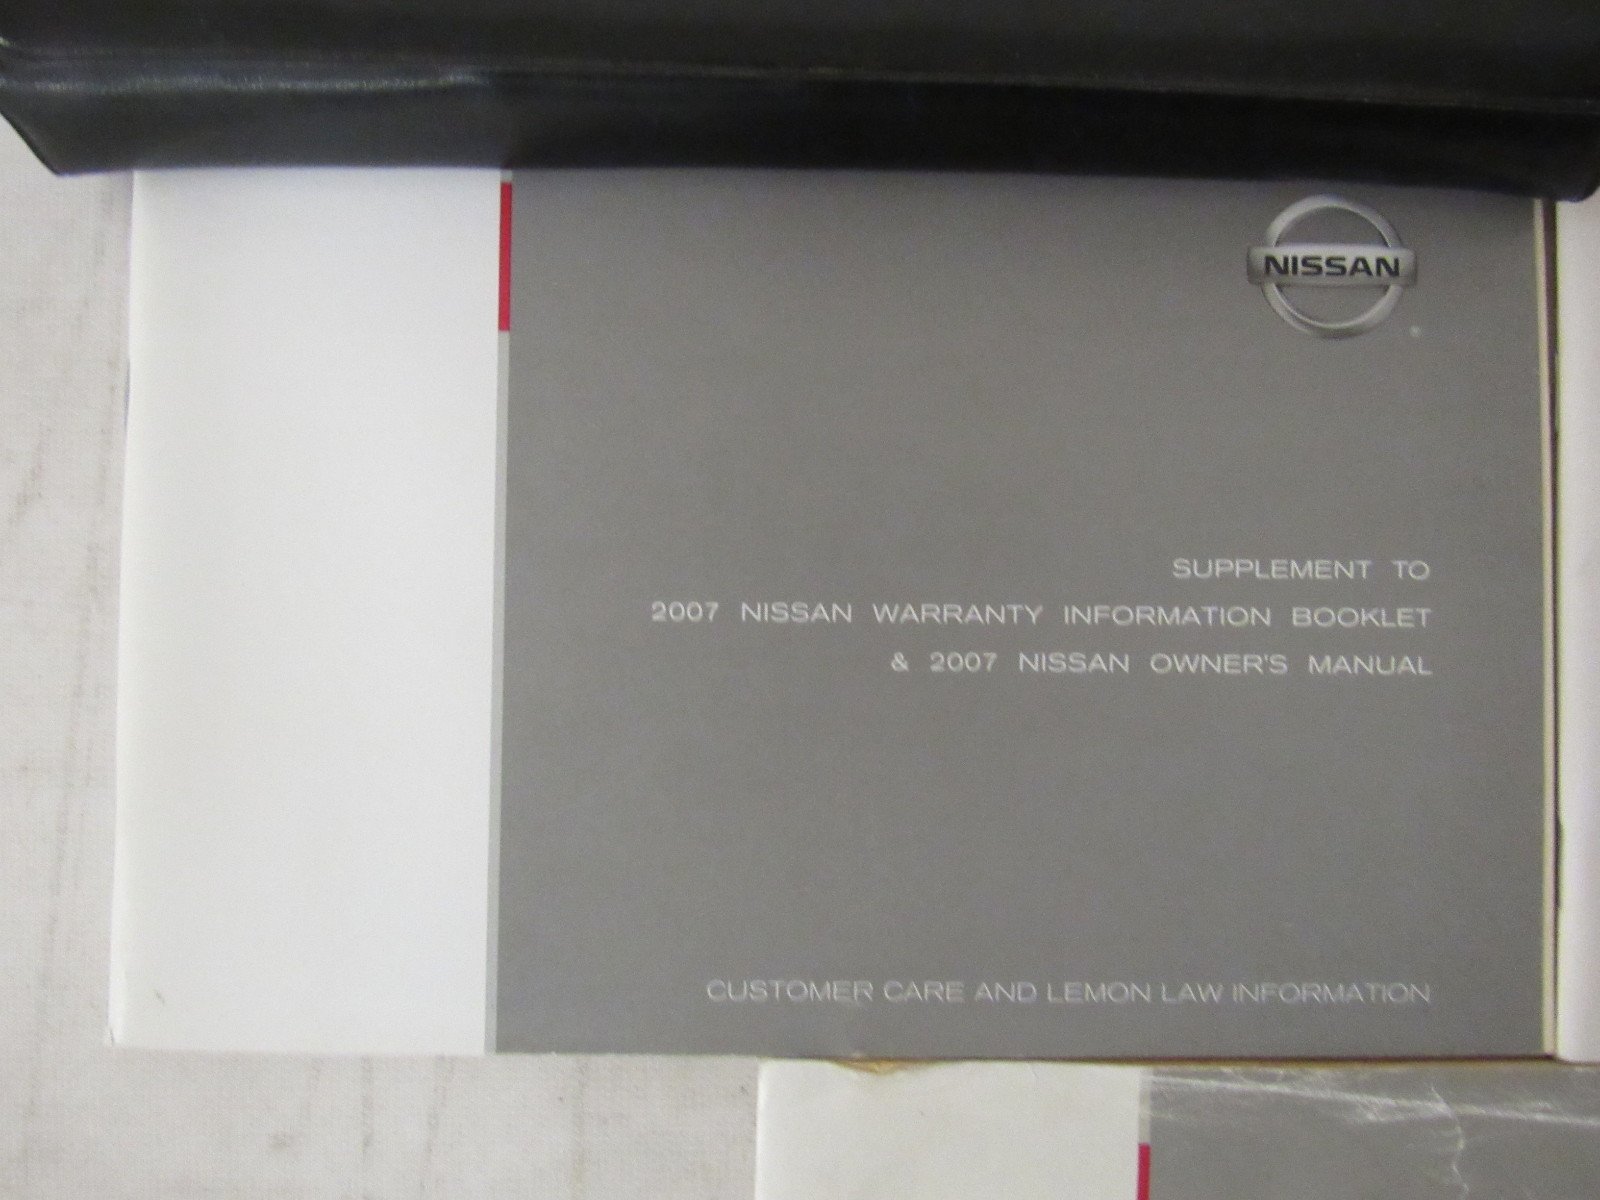 NISSAN
SUPPLEMENT TO
2007 NISSAN WARRANTY INFORMATION BOOKLET
& 2007 NISSAN OWNER'S MANUAL
CUSTOMER CARE AND LEMON LAW INFORMATION